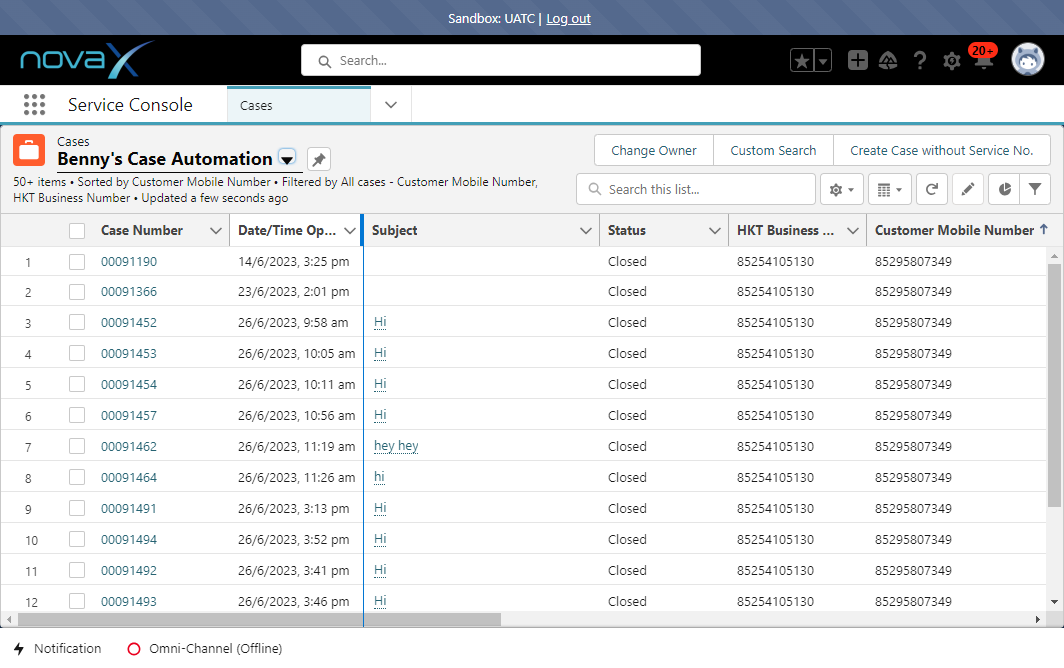 Sandbox: UATC | Log out
novaX
Search...
20+
Service Console
Cases
Cases
Benny's Case Automation
Change Owner
Custom Search
Create Case without Service No.
50+ items • Sorted by Customer Mobile Number • Filtered by All cases - Customer Mobile Number,
HKT Business Number • Updated a few seconds ago
Search this list...
Case Number Date/Time Op... Subject Status HKT Business ... Customer Mobile Number
1 00091190 14/6/2023, 3:25 pm Closed 85254105130 85295807349
2 00091366 23/6/2023, 2:01 pm Closed 85254105130 85295807349
3 00091452 26/6/2023, 9:58 am Hi Closed 85254105130 85295807349
4 00091453 26/6/2023, 10:05 am Hi Closed 85254105130 85295807349
5 00091454 26/6/2023, 10:11 am Hi Closed 85254105130 85295807349
6 00091457 26/6/2023, 10:56 am Hi Closed 85254105130 85295807349
7 00091462 26/6/2023, 11:19 am hey hey Closed 85254105130 85295807349
8 00091464 26/6/2023, 11:26 am hi Closed 85254105130 85295807349
9 00091491 26/6/2023, 3:13 pm Hi Closed 85254105130 85295807349
10 00091494 26/6/2023, 3:52 pm Hi Closed 85254105130 85295807349
11 00091492 26/6/2023, 3:41 pm Hi Closed 85254105130 85295807349
12 00091493 26/6/2023, 3:46 pm Hi Closed 85254105130 85295807349
Notification Omni-Channel (Offline)